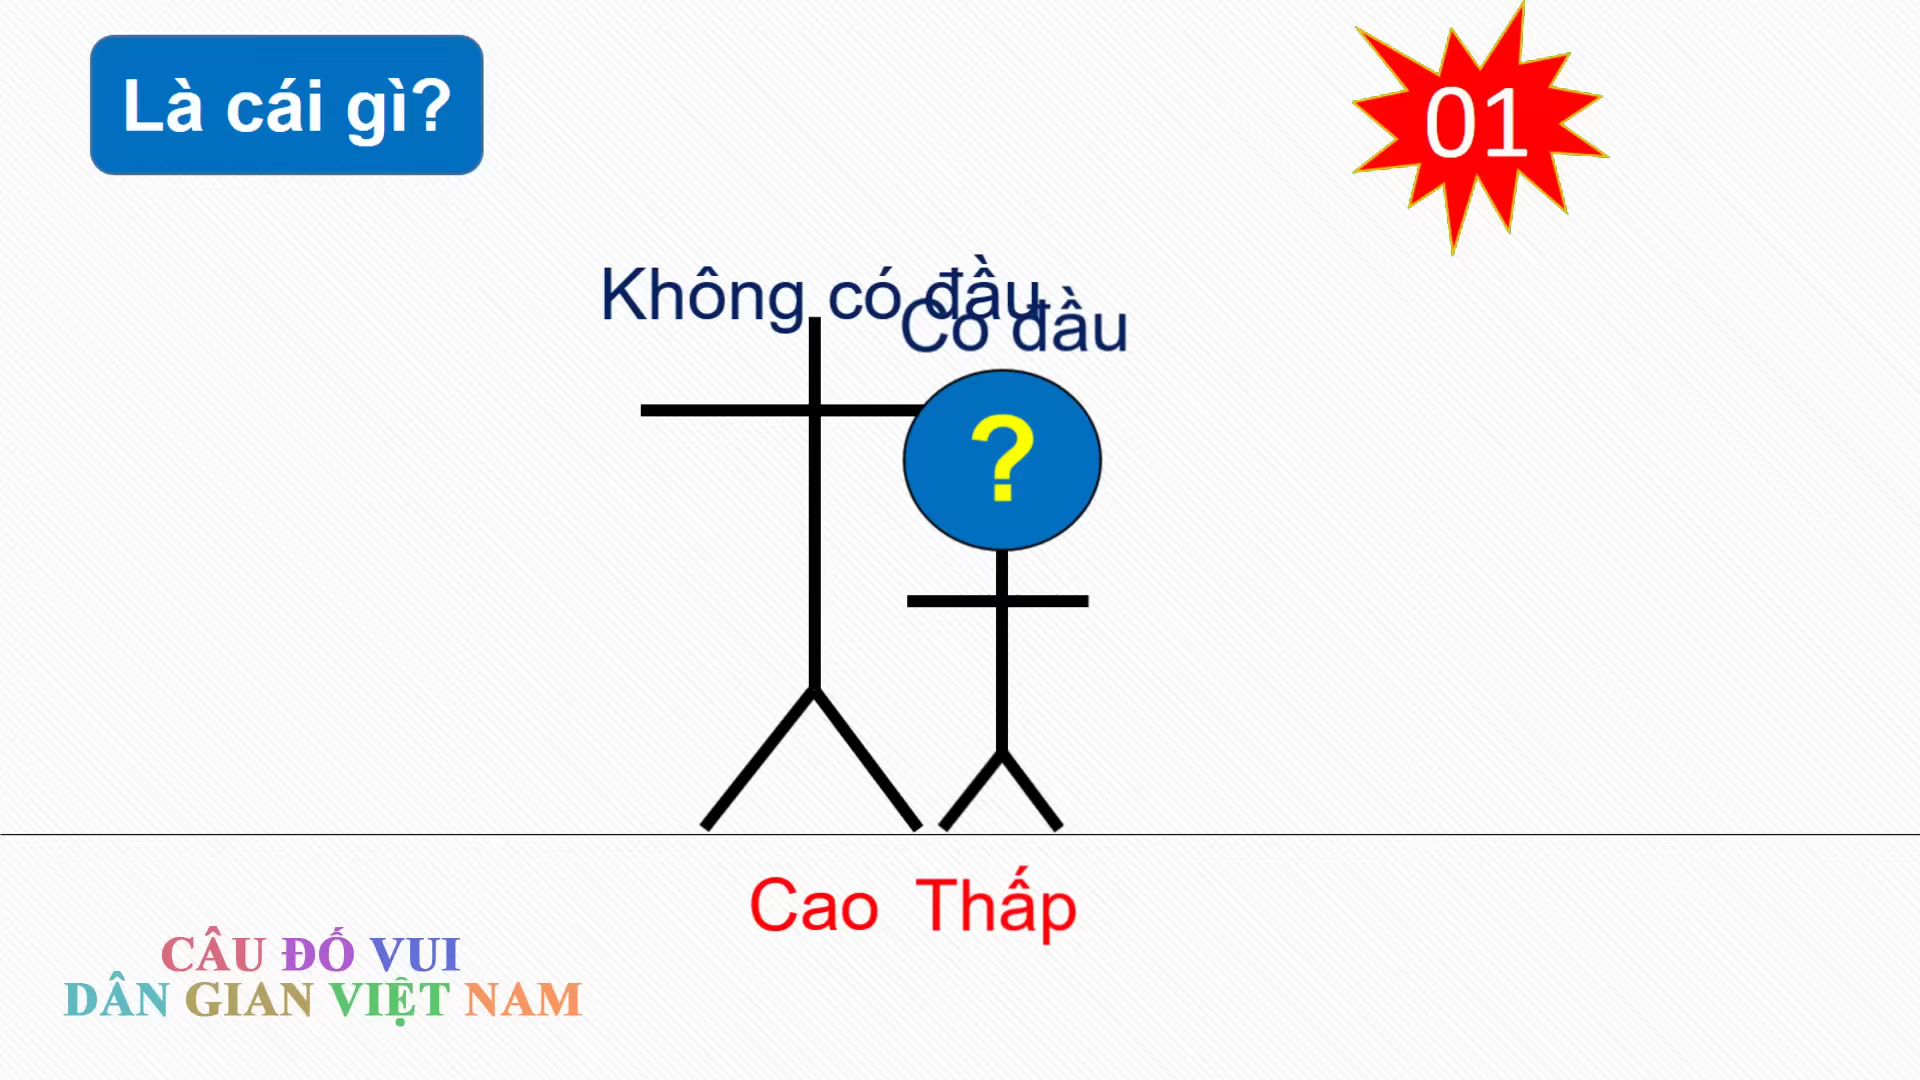 Là cái gì?
01
Không có đầu
Có đầu
?
Cao Thấp
CÂU ĐỐ VUI
DÂN GIAN VIỆT NAM